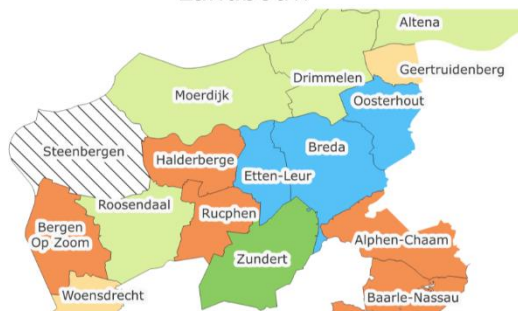 Altena
Geertruidenberg
Drimmelen
Moerdijk
Oosterhout
Breda
Steenbergen
Halderberge
Etten-Leur
Roosendaal
Rucphen
Bergen
Op Zoom
Alphen-Chaam
Zundert
Woensdrecht
Baarle-Nassau